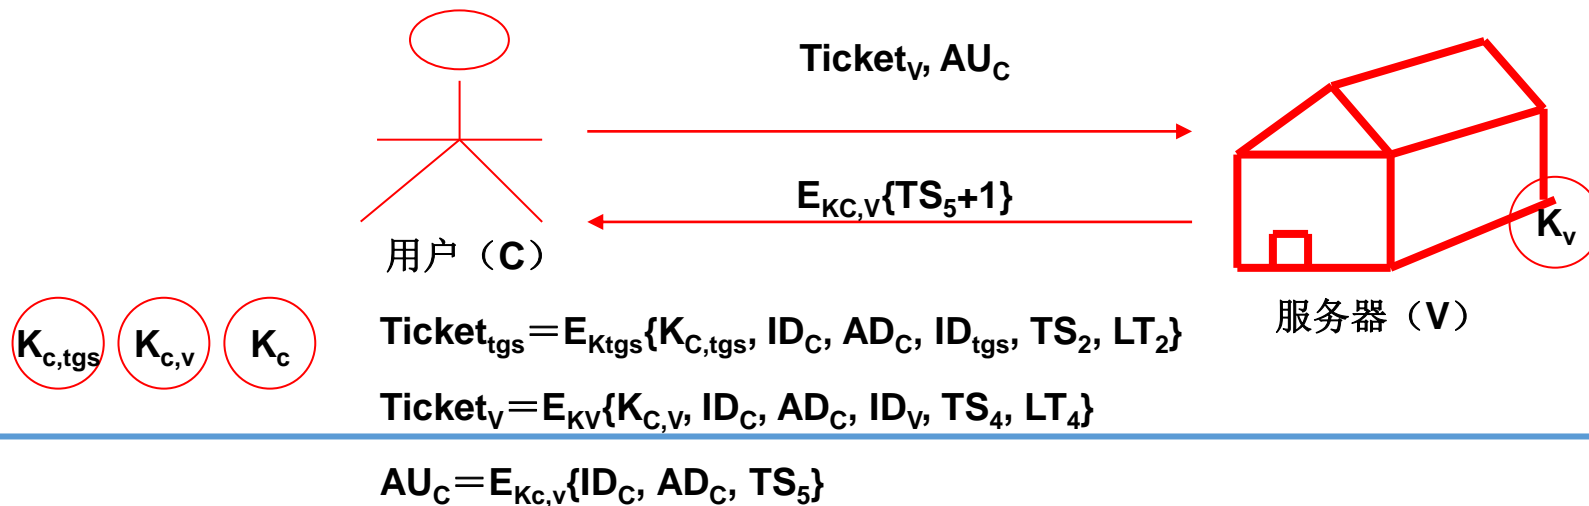 Ticket_V, AU_C
E_KC,V{TS_5+1}
K_v
用户（C）
服务器（V）
K_c,tgs K_c,v K_c
Ticket_tgs＝E_Ktgs{K_C,tgs, ID_C, AD_C, ID_tgs, TS_2, LT_2}
Ticket_V＝E_KV{K_C,V, ID_C, AD_C, ID_V, TS_4, LT_4}
AU_C＝E_Kc,v{ID_C, AD_C, TS_5}